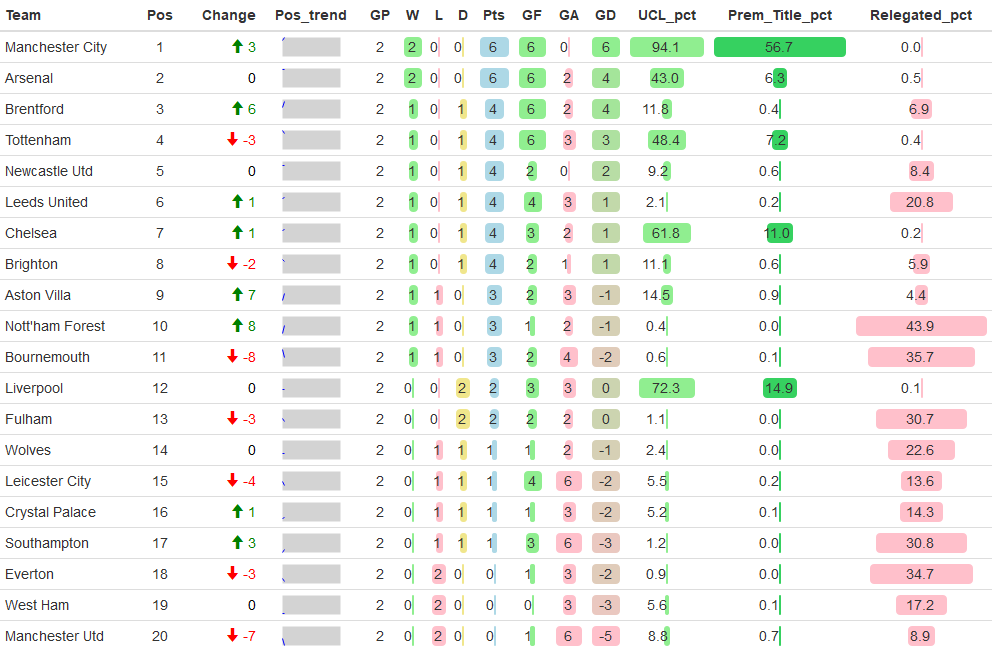 Team Pos Change Pos_trend GP W L D Pts GF GA GD UCL_pct Prem_Title_pct Relegated_pct
Manchester City 1 3 2 2 0 0 6 6 0 6 94.1 56.7 0.0
Arsenal 2 0 2 2 0 0 6 6 2 4 43.0 6.3 0.5
Brentford 3 6 2 1 0 1 4 6 2 4 11.8 0.4 6.9
Tottenham 4 -3 2 1 0 1 4 6 3 3 48.4 7.2 0.4
Newcastle Utd 5 0 2 1 0 1 4 2 0 2 9.2 0.6 8.4
Leeds United 6 1 2 1 0 1 4 4 3 1 2.1 0.2 20.8
Chelsea 7 1 2 1 0 1 4 3 2 1 61.8 11.0 0.2
Brighton 8 -2 2 1 0 1 4 2 1 1 11.1 0.6 5.9
Aston Villa 9 7 2 1 1 0 3 2 3 -1 14.5 0.9 4.4
Nott'ham Forest 10 8 2 1 1 0 3 1 2 -1 0.4 0.0 43.9
Bournemouth 11 -8 2 1 1 0 3 2 4 -2 0.6 0.1 35.7
Liverpool 12 0 2 0 0 2 2 3 3 0 72.3 14.9 0.1
Fulham 13 -3 2 0 0 2 2 2 2 0 1.1 0.0 30.7
Wolves 14 0 2 0 1 1 1 1 2 -1 2.4 0.0 22.6
Leicester City 15 -4 2 0 1 1 1 4 6 -2 5.5 0.2 13.6
Crystal Palace 16 1 2 0 1 1 1 1 3 -2 5.2 0.1 14.3
Southampton 17 3 2 0 1 1 1 3 6 -3 1.2 0.0 30.8
Everton 18 -3 2 0 2 0 0 1 3 -2 0.9 0.0 34.7
West Ham 19 0 2 0 2 0 0 0 3 -3 5.6 0.1 17.2
Manchester Utd 20 -7 2 0 2 0 0 1 6 -5 8.8 0.7 8.9